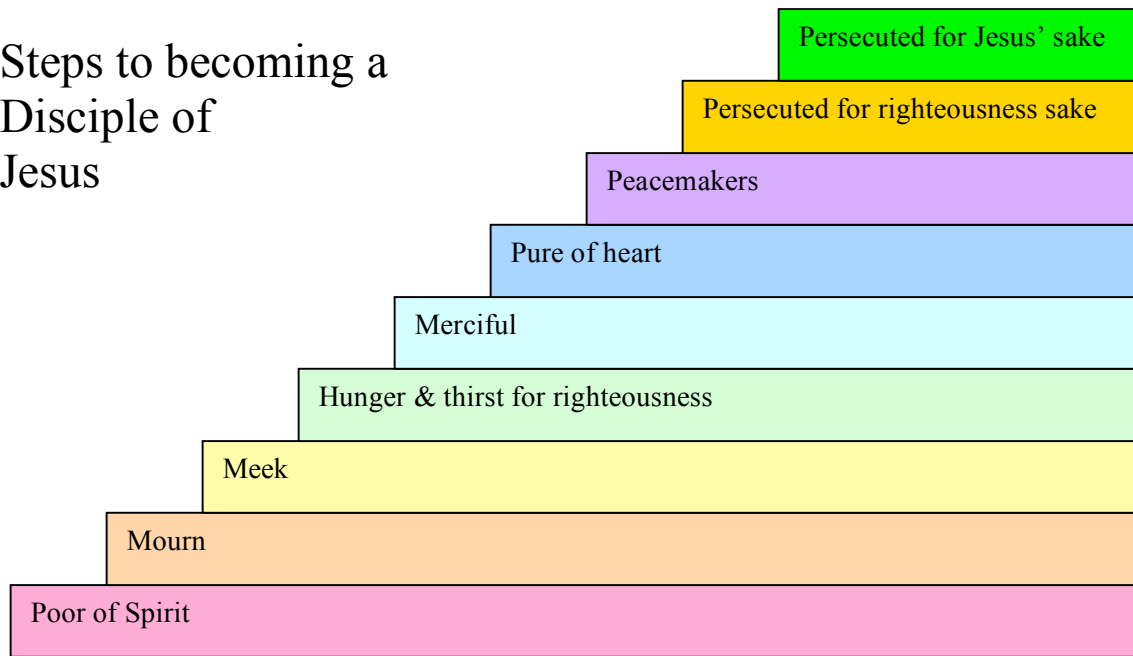 Steps to becoming a
Disciple of
Jesus
Persecuted for Jesus’ sake
Persecuted for righteousness sake
Peacemakers
Pure of heart
Merciful
Hunger & thirst for righteousness
Meek
Mourn
Poor of Spirit